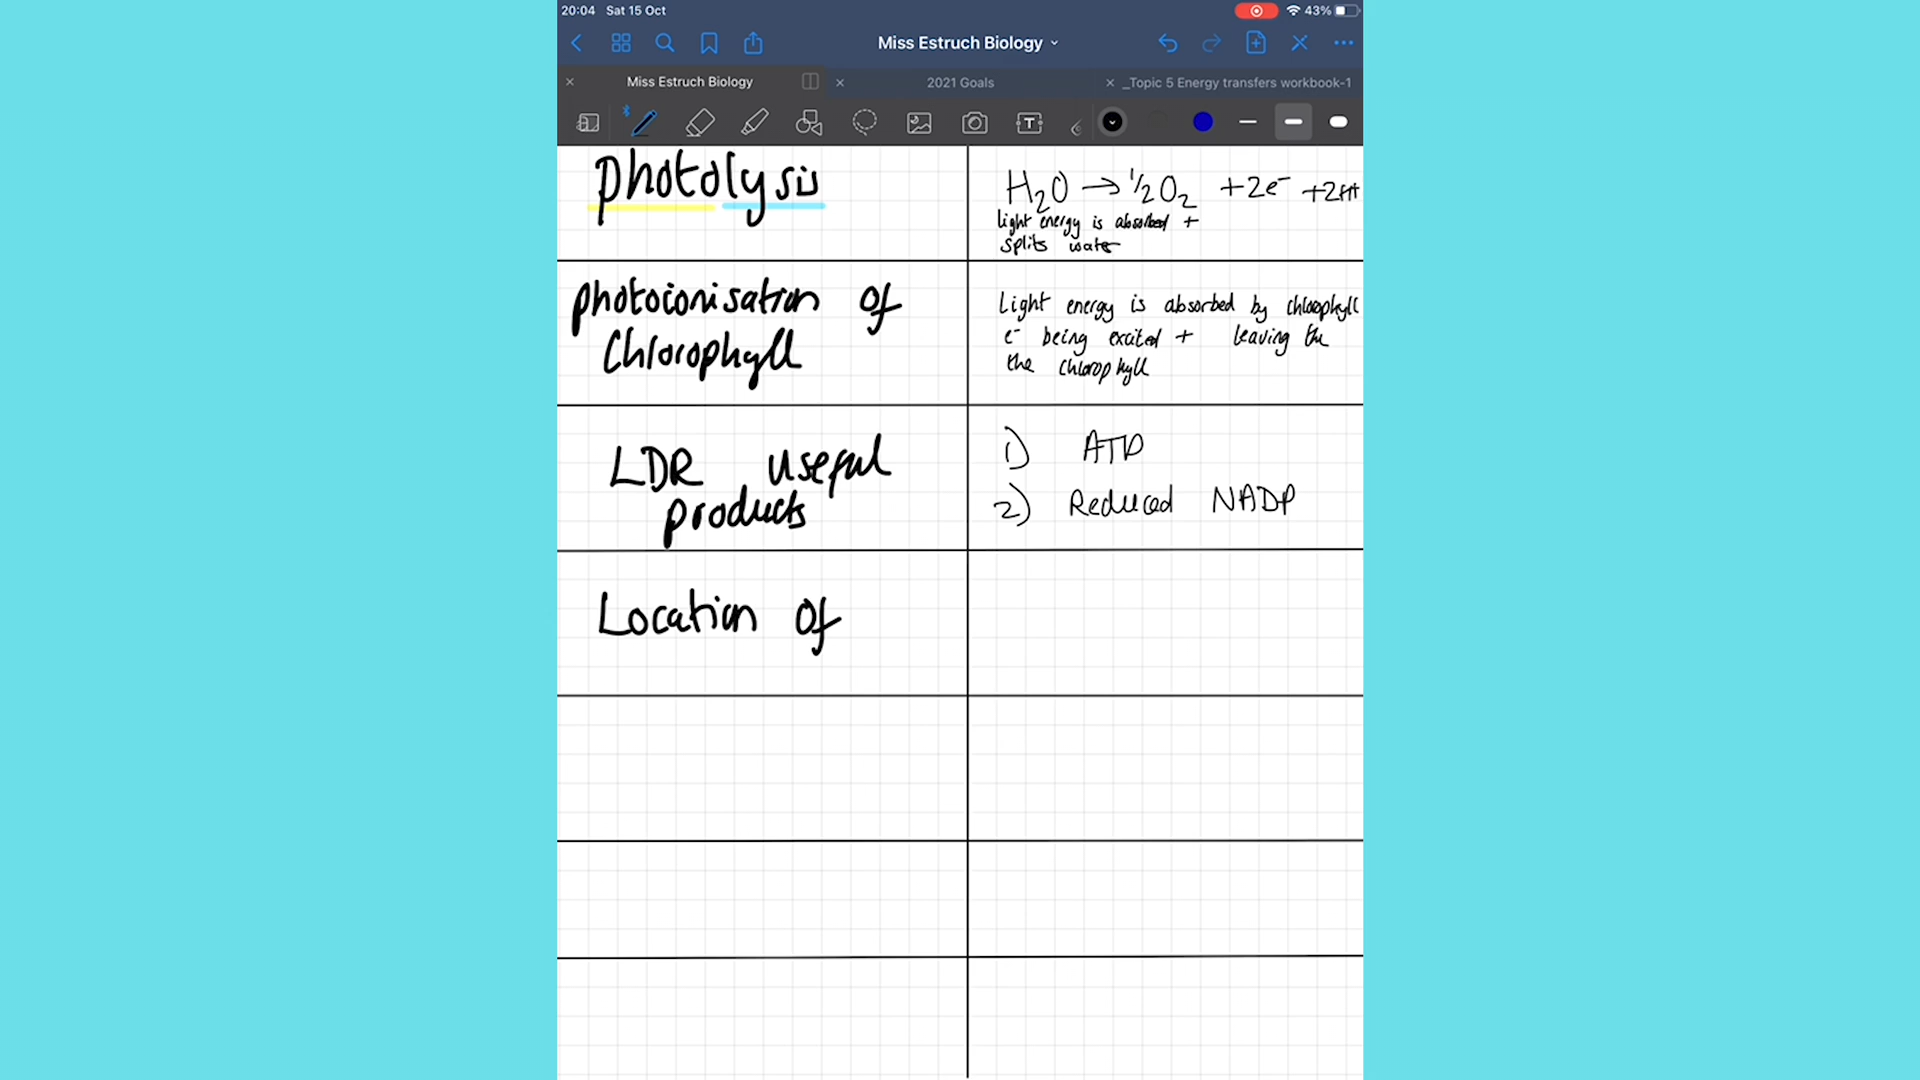 20:04 Sat 15 Oct 43%
Miss Estruch Biology
Miss Estruch Biology 2021 Goals _Topic 5 Energy transfers workbook-1
photolysis
H₂O → ½O₂ +2e⁻ +2H+
light energy is absorbed +
splits water
photoionisation of
Chlorophyll
Light energy is absorbed by chlorophyll
e⁻ being excited + leaving the
the chlorophyll
LDR useful
products
1) ATP
2) Reduced NADP
Location of